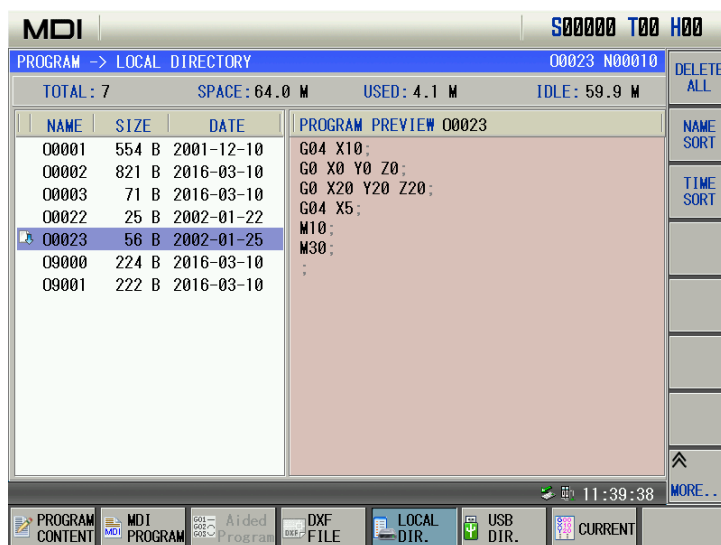 MDI S00000 T00 H00
PROGRAM -> LOCAL DIRECTORY O0023 N00010
TOTAL: 7 SPACE: 64.0 M USED: 4.1 M IDLE: 59.9 M
NAME SIZE DATE
O0001 554 B 2001-12-10
O0002 821 B 2016-03-10
O0003 71 B 2016-03-10
O0022 25 B 2002-01-22
O0023 56 B 2002-01-25
O9000 224 B 2016-03-10
O9001 222 B 2016-03-10
PROGRAM PREVIEW O0023
G04 X10;
G0 X0 Y0 Z0;
G0 X20 Y20 Z20;
G04 X5;
M10;
M30;
;
DELETE
ALL
NAME
SORT
TIME
SORT
MORE..
11:39:38
PROGRAM
CONTENT
MDI
MDI
PROGRAM
G01
G02
G03
Aided
Program
DXF
DXF
FILE
LOCAL
DIR.
USB
DIR.
CURRENT